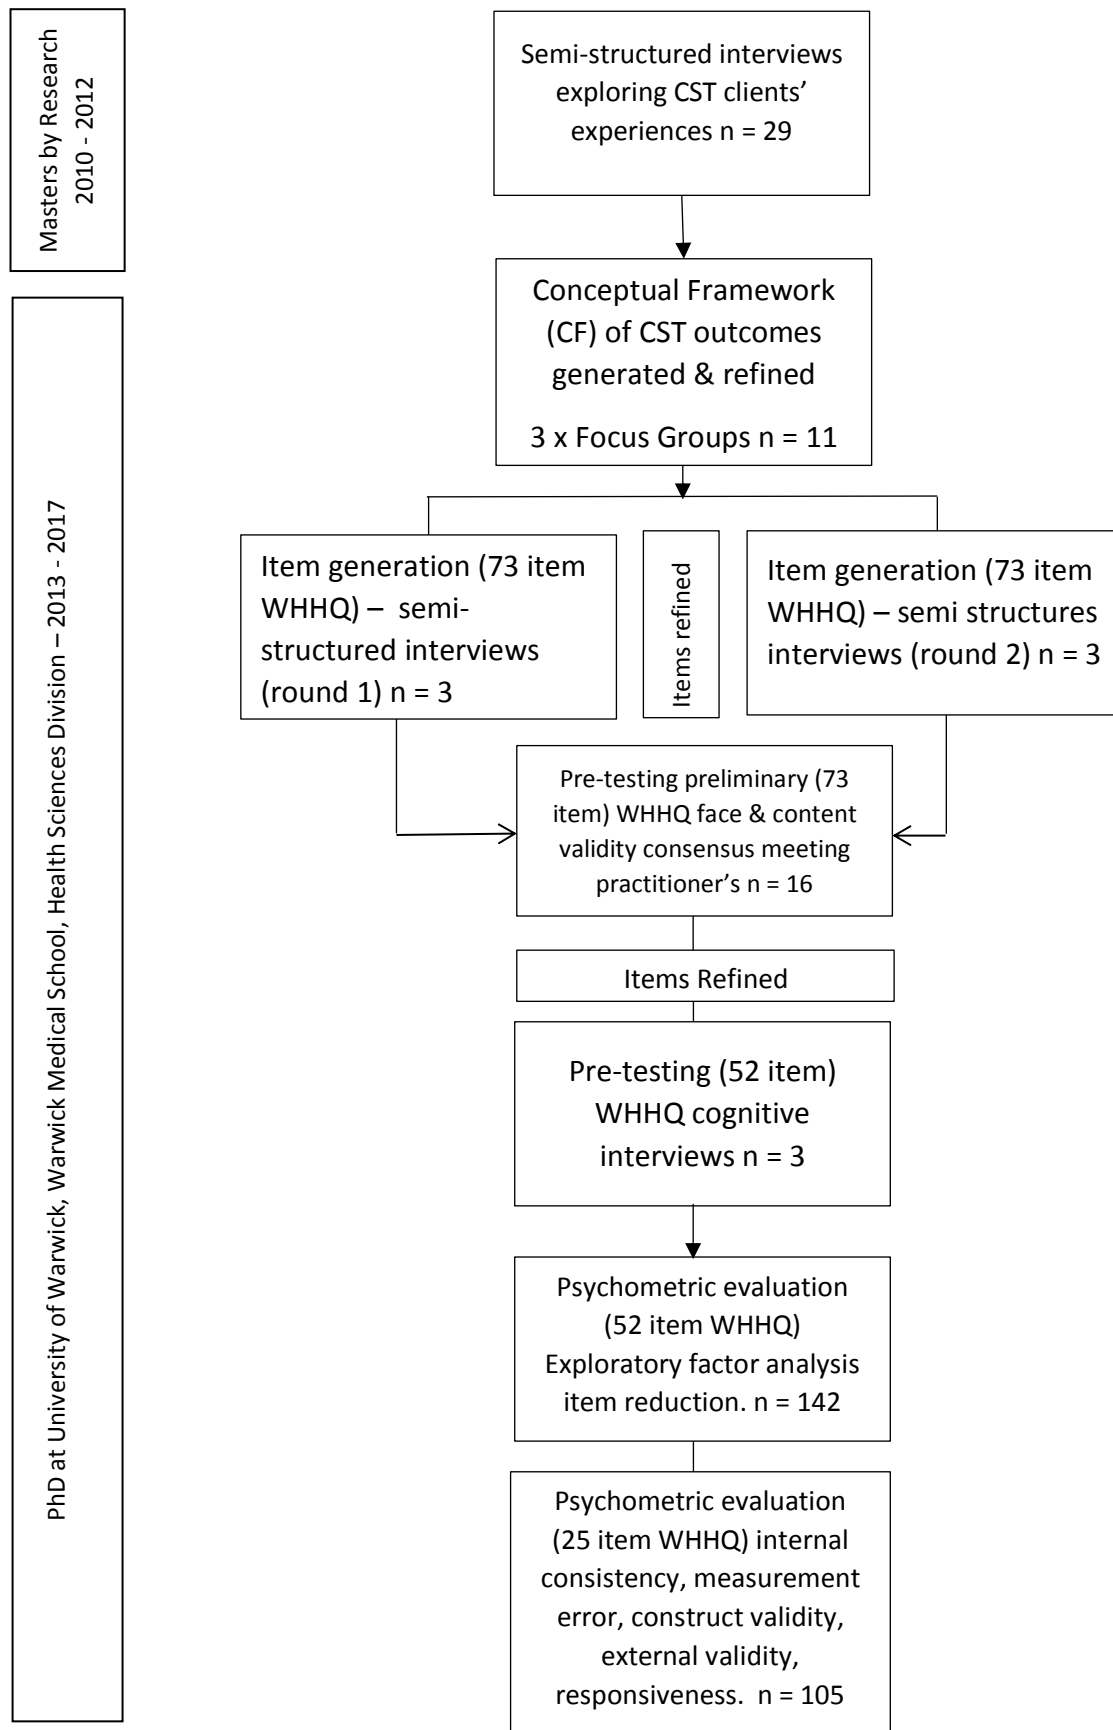 Masters by Research
2010 - 2012
Semi-structured interviews
exploring CST clients’
experiences n = 29
Conceptual Framework
(CF) of CST outcomes
generated & refined
3 x Focus Groups n = 11
PhD at University of Warwick, Warwick Medical School, Health Sciences Division – 2013 - 2017
Item generation (73 item
WHHQ) – semi-
structured interviews
(round 1) n = 3
Items refined
Item generation (73 item
WHHQ) – semi structures
interviews (round 2) n = 3
Pre-testing preliminary (73
item) WHHQ face & content
validity consensus meeting
practitioner’s n = 16
Items Refined
Pre-testing (52 item)
WHHQ cognitive
interviews n = 3
Psychometric evaluation
(52 item WHHQ)
Exploratory factor analysis
item reduction. n = 142
Psychometric evaluation
(25 item WHHQ) internal
consistency, measurement
error, construct validity,
external validity,
responsiveness. n = 105